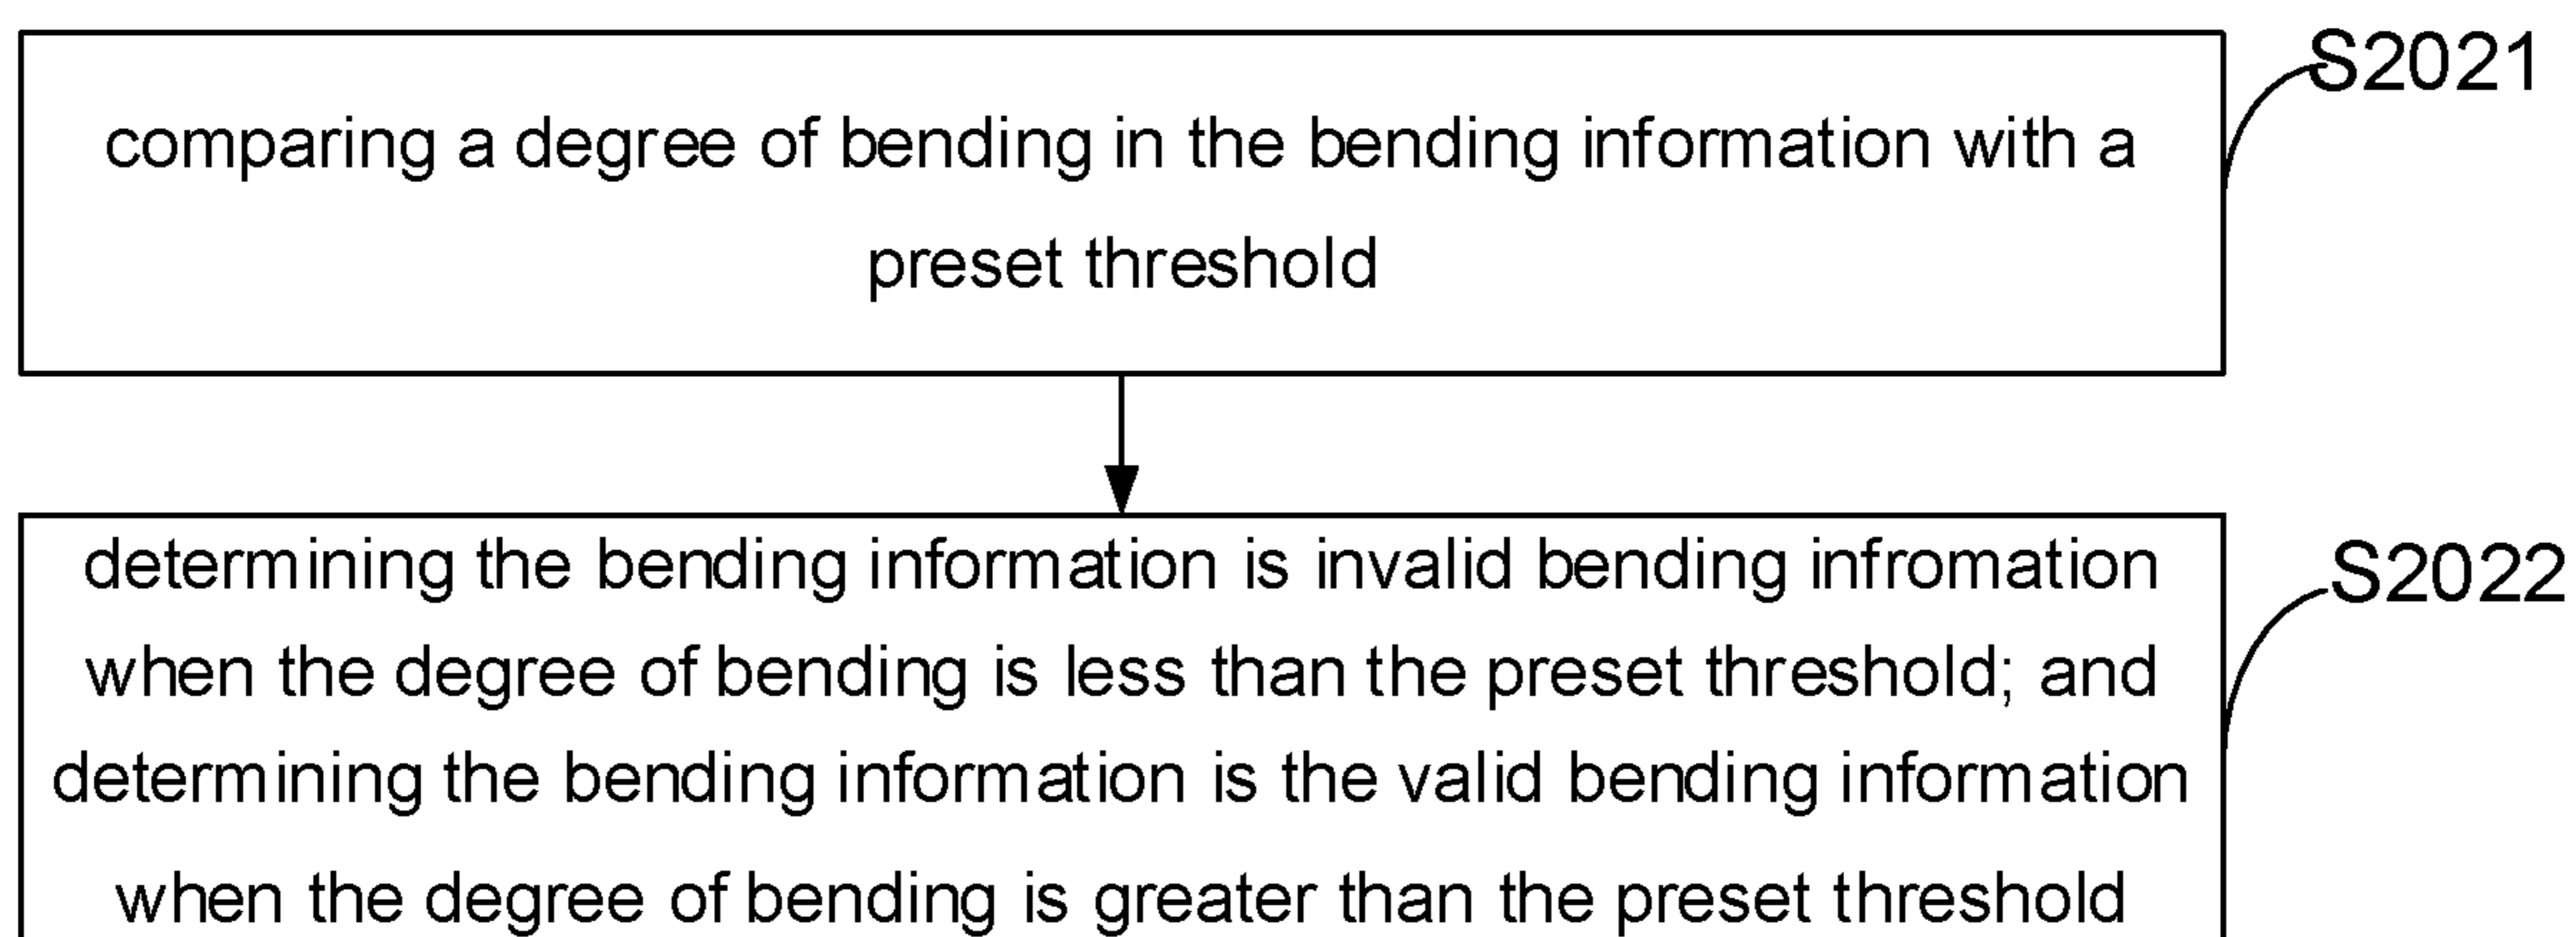 S2021
comparing a degree of bending in the bending information with a
preset threshold
determining the bending information is invalid bending infromation
S2022
when the degree of bending is less than the preset threshold; and
determining the bending information is the valid bending information
when the degree of bending is greater than the preset threshold